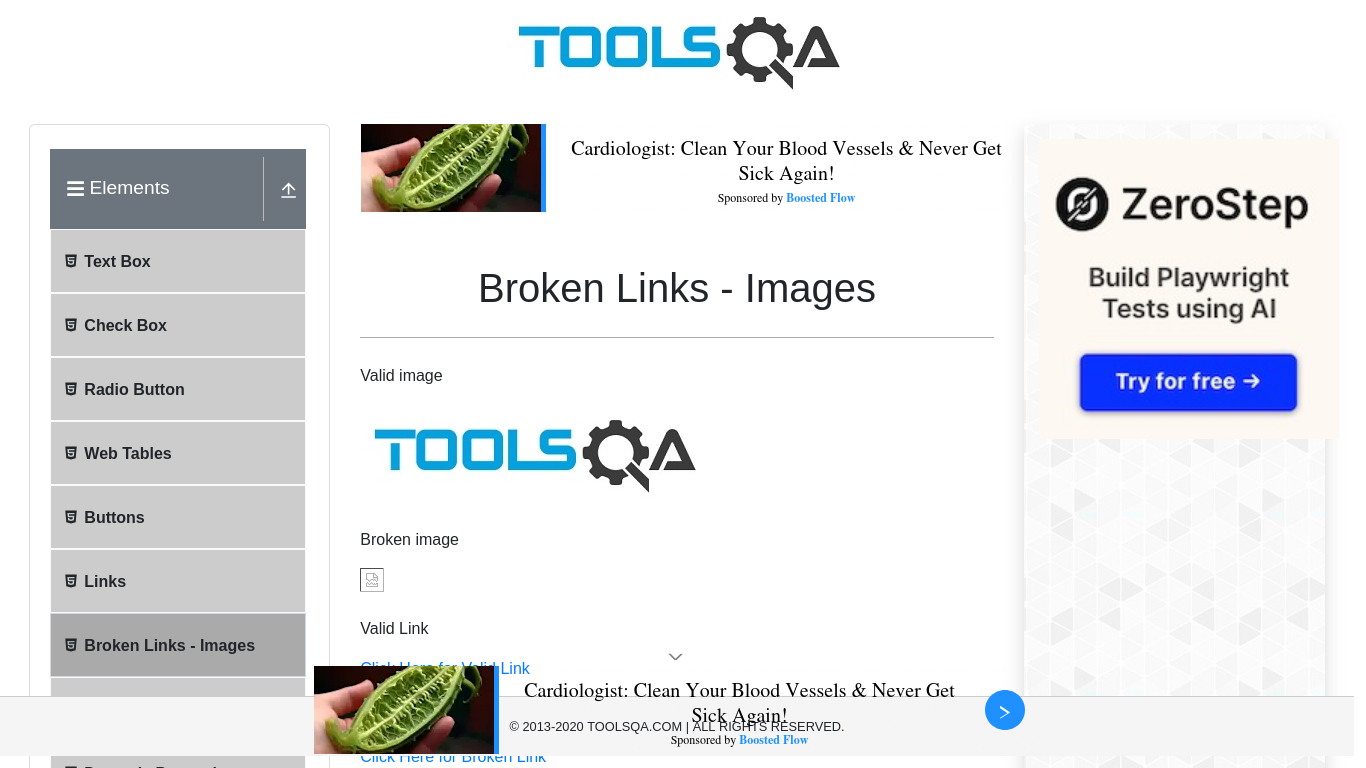 TOOLSQA
Elements
Text Box
Check Box
Radio Button
Web Tables
Buttons
Links
Broken Links - Images
Cardiologist: Clean Your Blood Vessels & Never Get
Sick Again!
Sponsored by Boosted Flow
Broken Links - Images
Valid image
TOOLSQA
Broken image
Valid Link
Click Here for Valid Link
Cardiologist: Clean Your Blood Vessels & Never Get
Sick Again!
Sponsored by Boosted Flow
© 2013-2020 TOOLSQA.COM | ALL RIGHTS RESERVED.
Click Here for Broken Link
ZeroStep
Build Playwright
Tests using AI
Try for free →